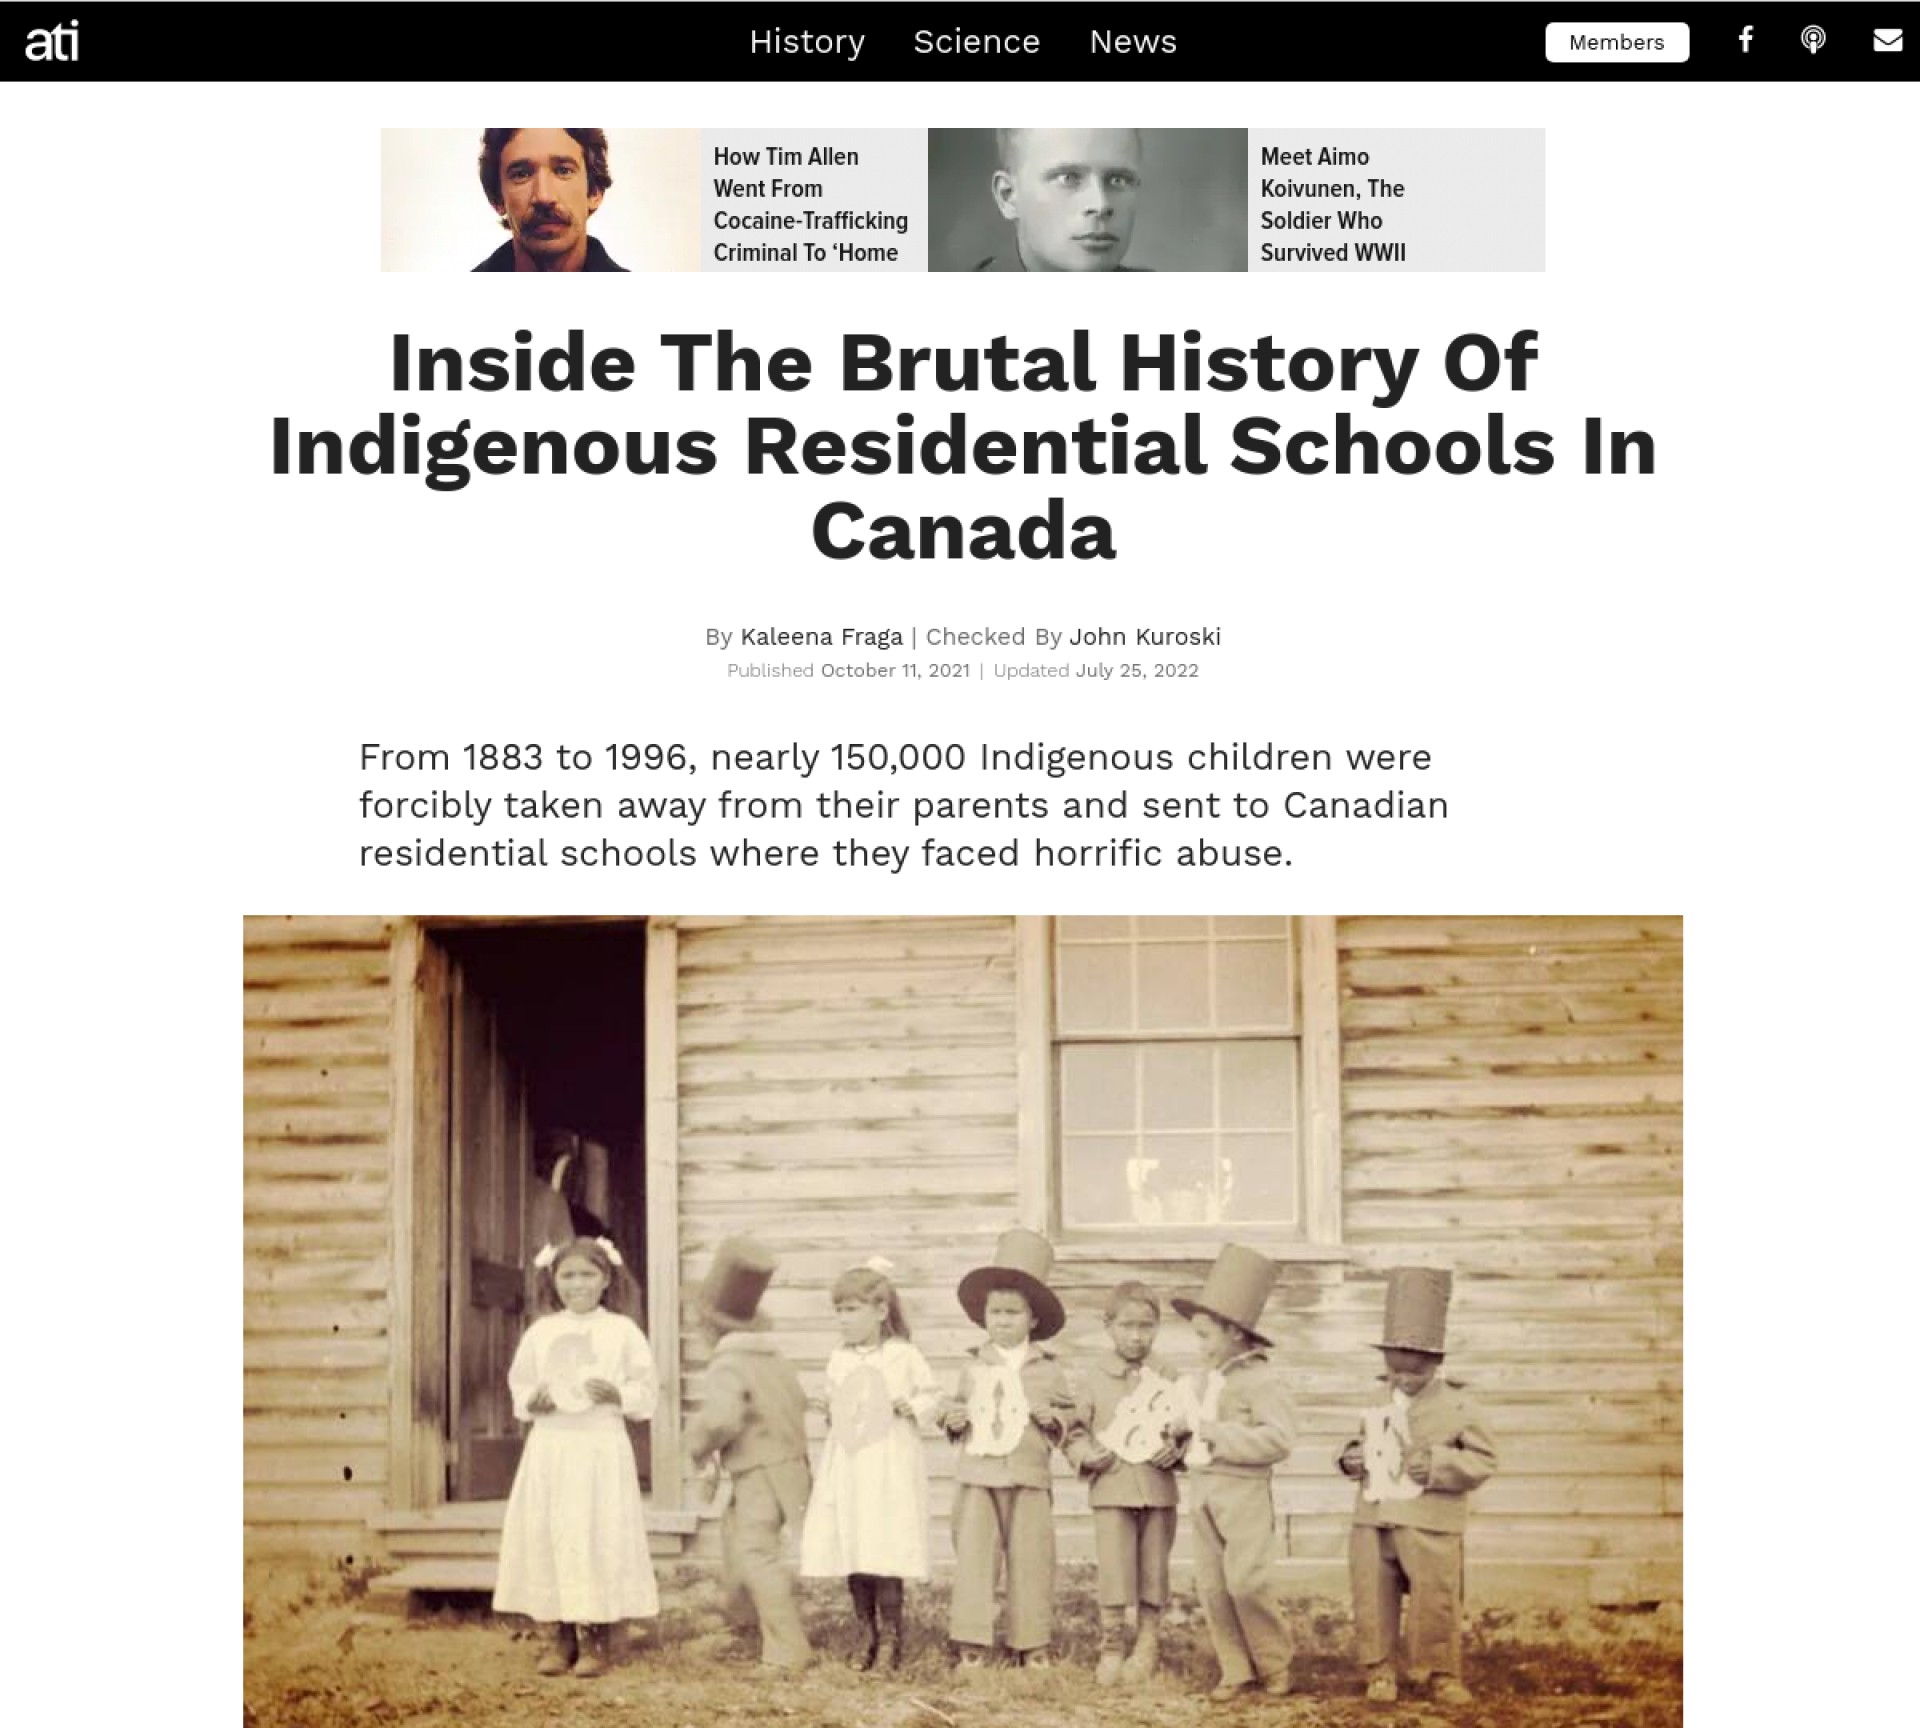 ati
History Science News
Members
How Tim Allen
Went From
Cocaine-Trafficking
Criminal To ‘Home
Meet Aimo
Koivunen, The
Soldier Who
Survived WWII
Inside The Brutal History Of
Indigenous Residential Schools In
Canada
By Kaleena Fraga | Checked By John Kuroski
Published October 11, 2021 | Updated July 25, 2022
From 1883 to 1996, nearly 150,000 Indigenous children were
forcibly taken away from their parents and sent to Canadian
residential schools where they faced horrific abuse.